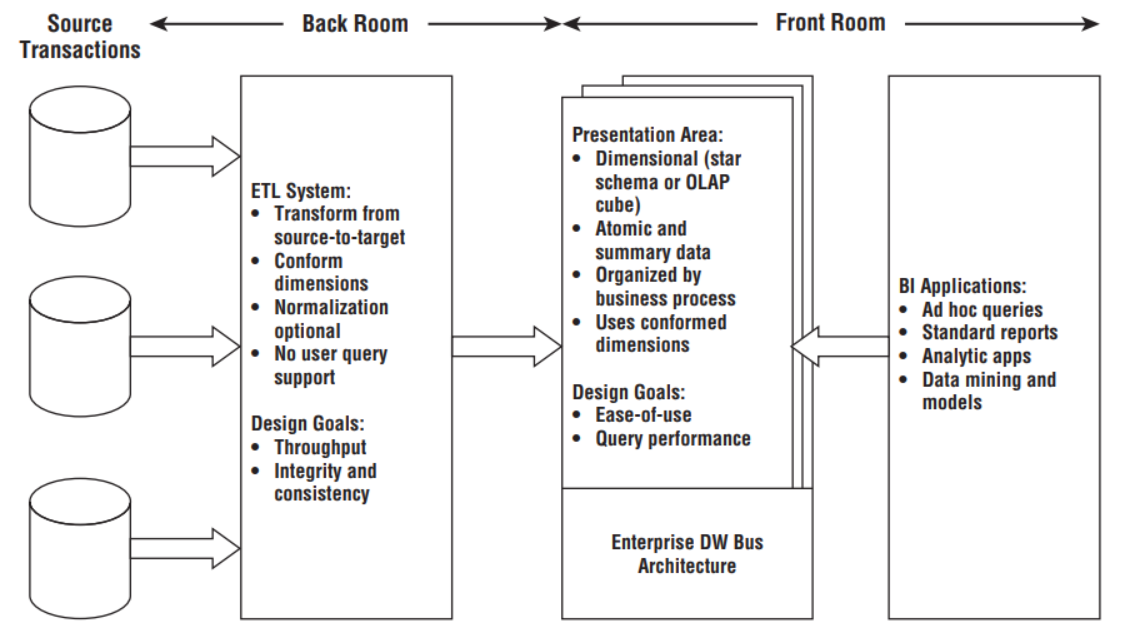 Source
Transactions
Back Room
Front Room
ETL System:
• Transform from
source-to-target
• Conform
dimensions
• Normalization
optional
• No user query
support
Design Goals:
• Throughput
• Integrity and
consistency
Presentation Area:
• Dimensional (star
schema or OLAP
cube)
• Atomic and
summary data
• Organized by
business process
• Uses conformed
dimensions
Design Goals:
• Ease-of-use
• Query performance
Enterprise DW Bus
Architecture
BI Applications:
• Ad hoc queries
• Standard reports
• Analytic apps
• Data mining and
models